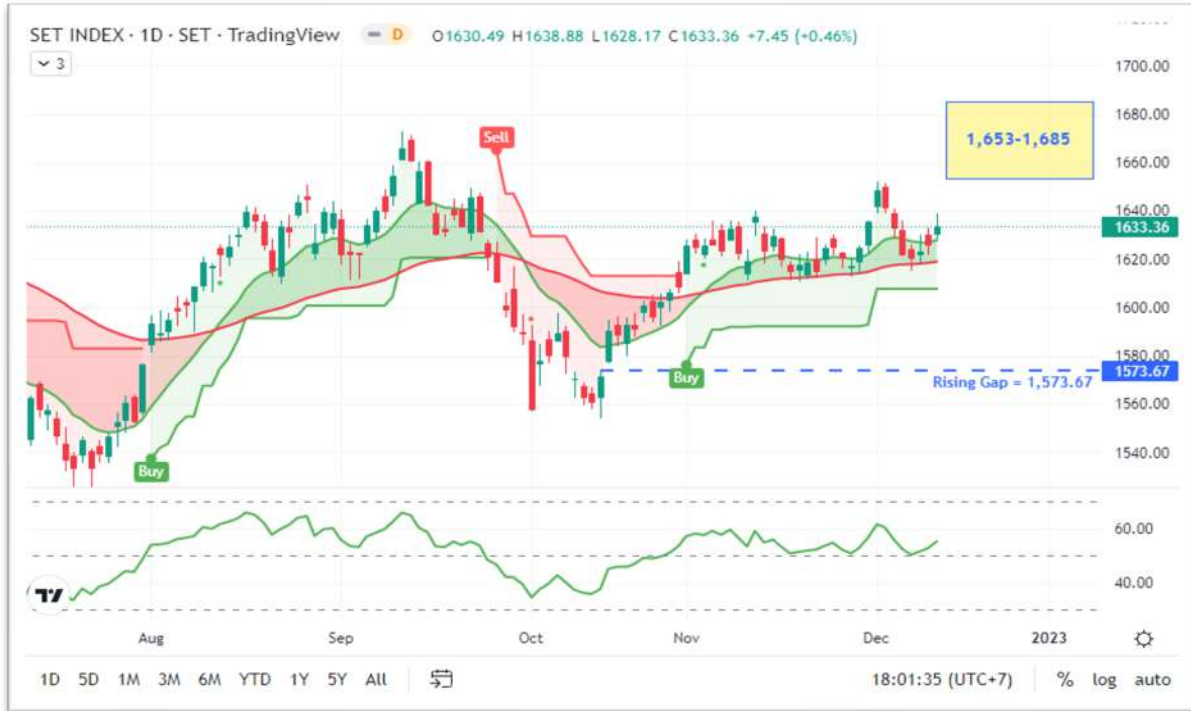 SET INDEX · 1D · SET · TradingView D O1630.49 H1638.88 L1628.17 C1633.36 +7.45 (+0.46%)
3
1700.00
1680.00
1660.00
1640.00
1633.36
1620.00
1600.00
1580.00
1573.67
1560.00
1540.00
1,653-1,685
Sell
Buy
Buy
Rising Gap = 1,573.67
60.00
40.00
Aug Sep Oct Nov Dec 2023
1D 5D 1M 3M 6M YTD 1Y 5Y All 18:01:35 (UTC+7) % log auto